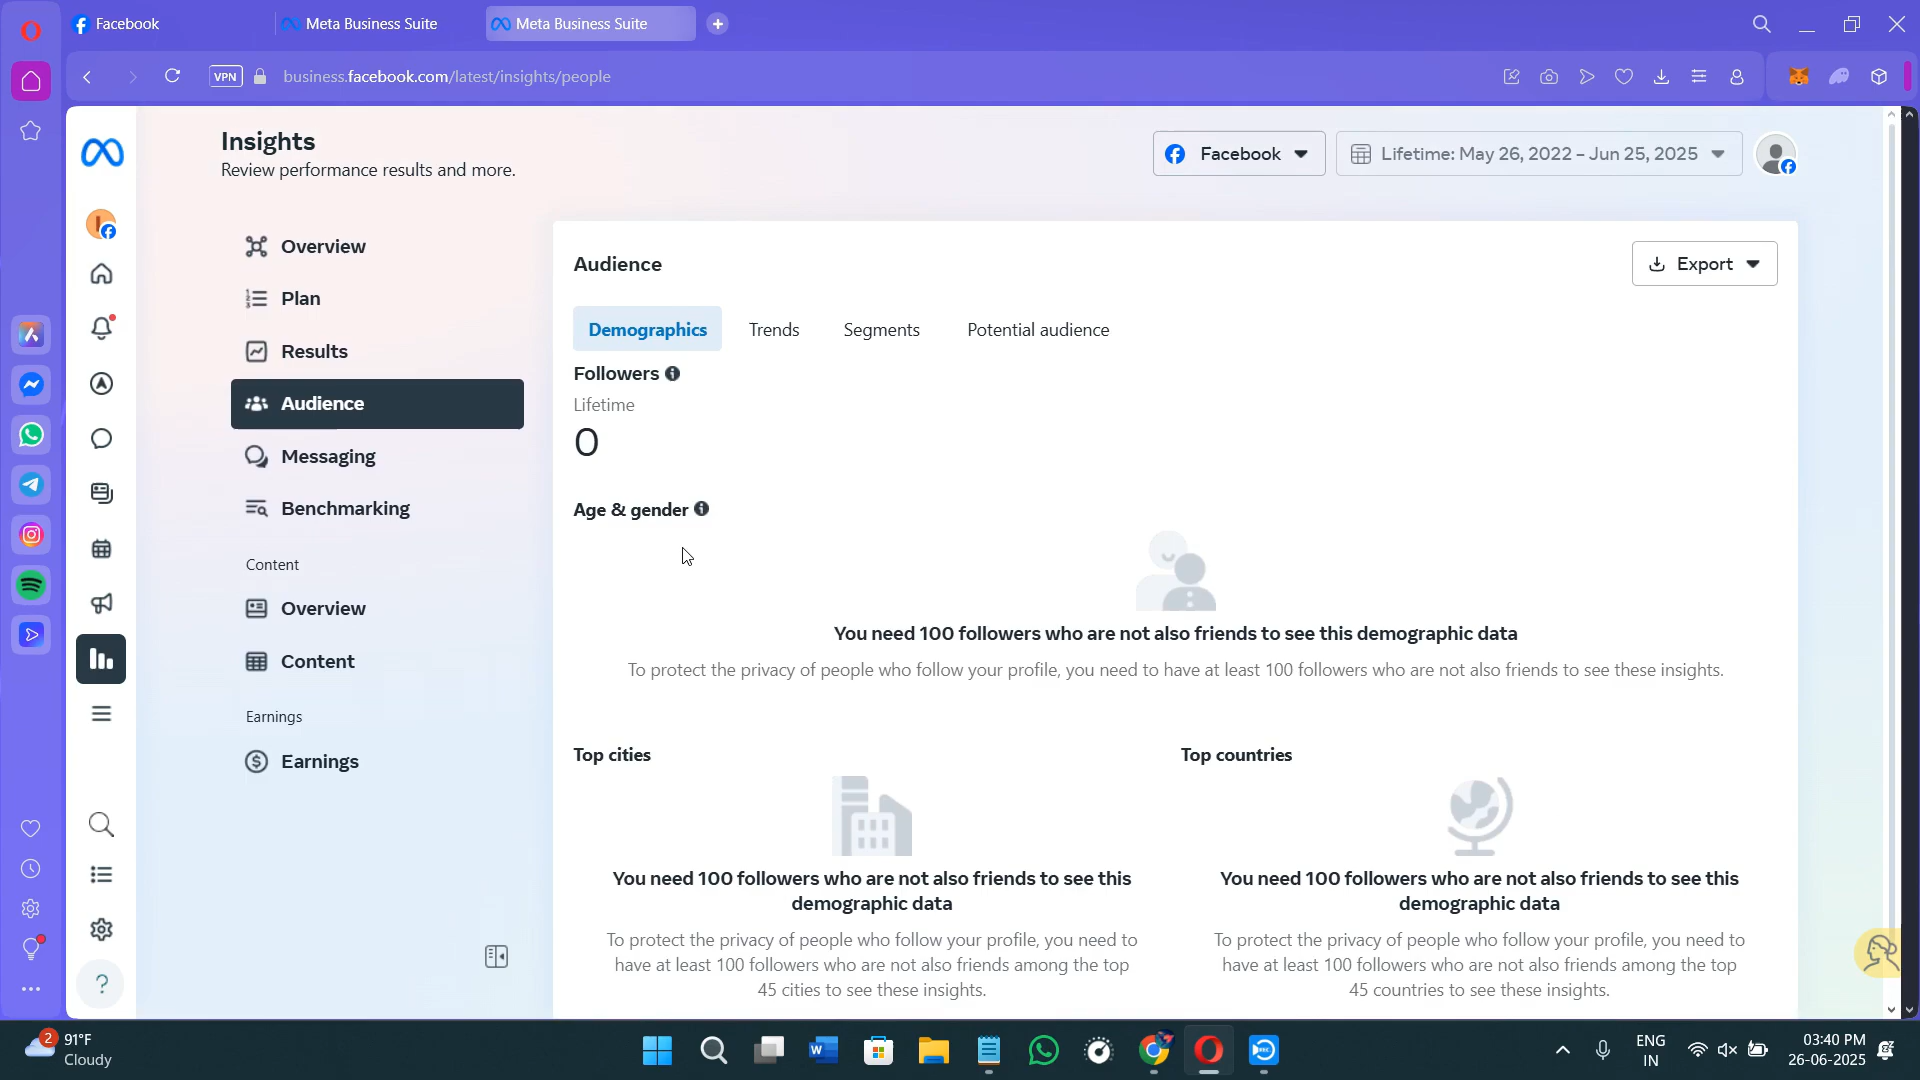 Facebook
Meta Business Suite
Meta Business Suite
VPN
business.facebook.com/latest/insights/people
Insights
Review performance results and more.
Facebook
Lifetime: May 26, 2022 – Jun 25, 2025
Overview
Plan
Results
Audience
Messaging
Benchmarking
Content
Overview
Content
Earnings
Earnings
Audience
Export
Demographics
Trends
Segments
Potential audience
Followers
Lifetime
0
Age & gender
You need 100 followers who are not also friends to see this demographic data
To protect the privacy of people who follow your profile, you need to have at least 100 followers who are not also friends to see these insights.
Top cities
You need 100 followers who are not also friends to see this
demographic data
To protect the privacy of people who follow your profile, you need to
have at least 100 followers who are not also friends among the top
45 cities to see these insights.
Top countries
You need 100 followers who are not also friends to see this
demographic data
To protect the privacy of people who follow your profile, you need to
have at least 100 followers who are not also friends among the top
45 countries to see these insights.
2
91°F
Cloudy
ENG
IN
03:40 PM
26-06-2025